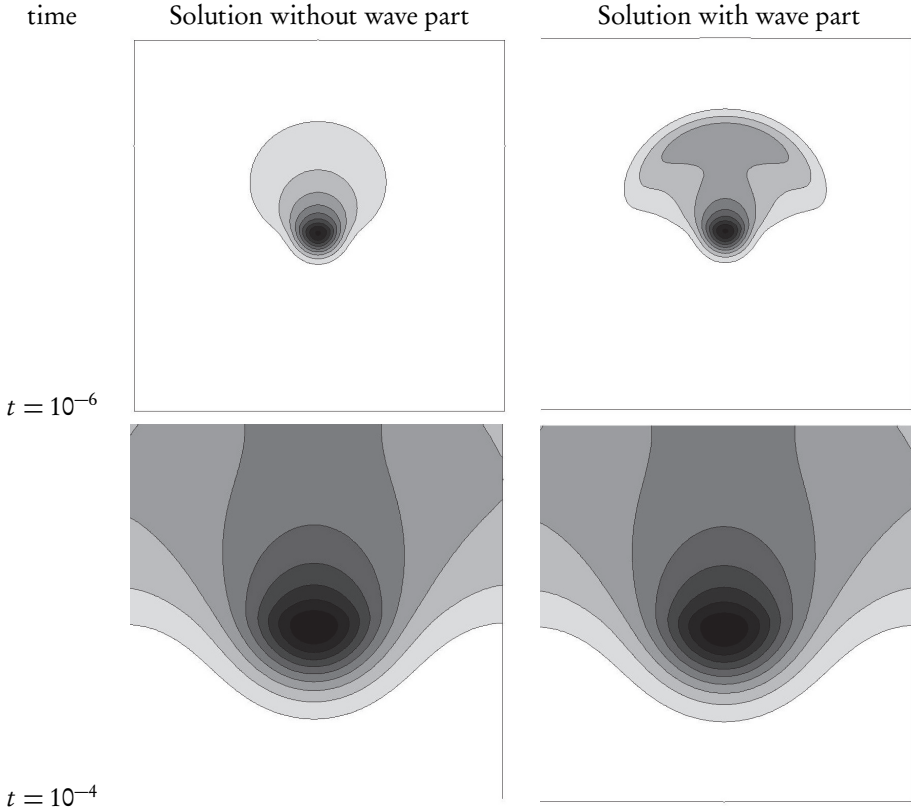 time Solution without wave part Solution with wave part
t = 10⁻⁶
t = 10⁻⁴